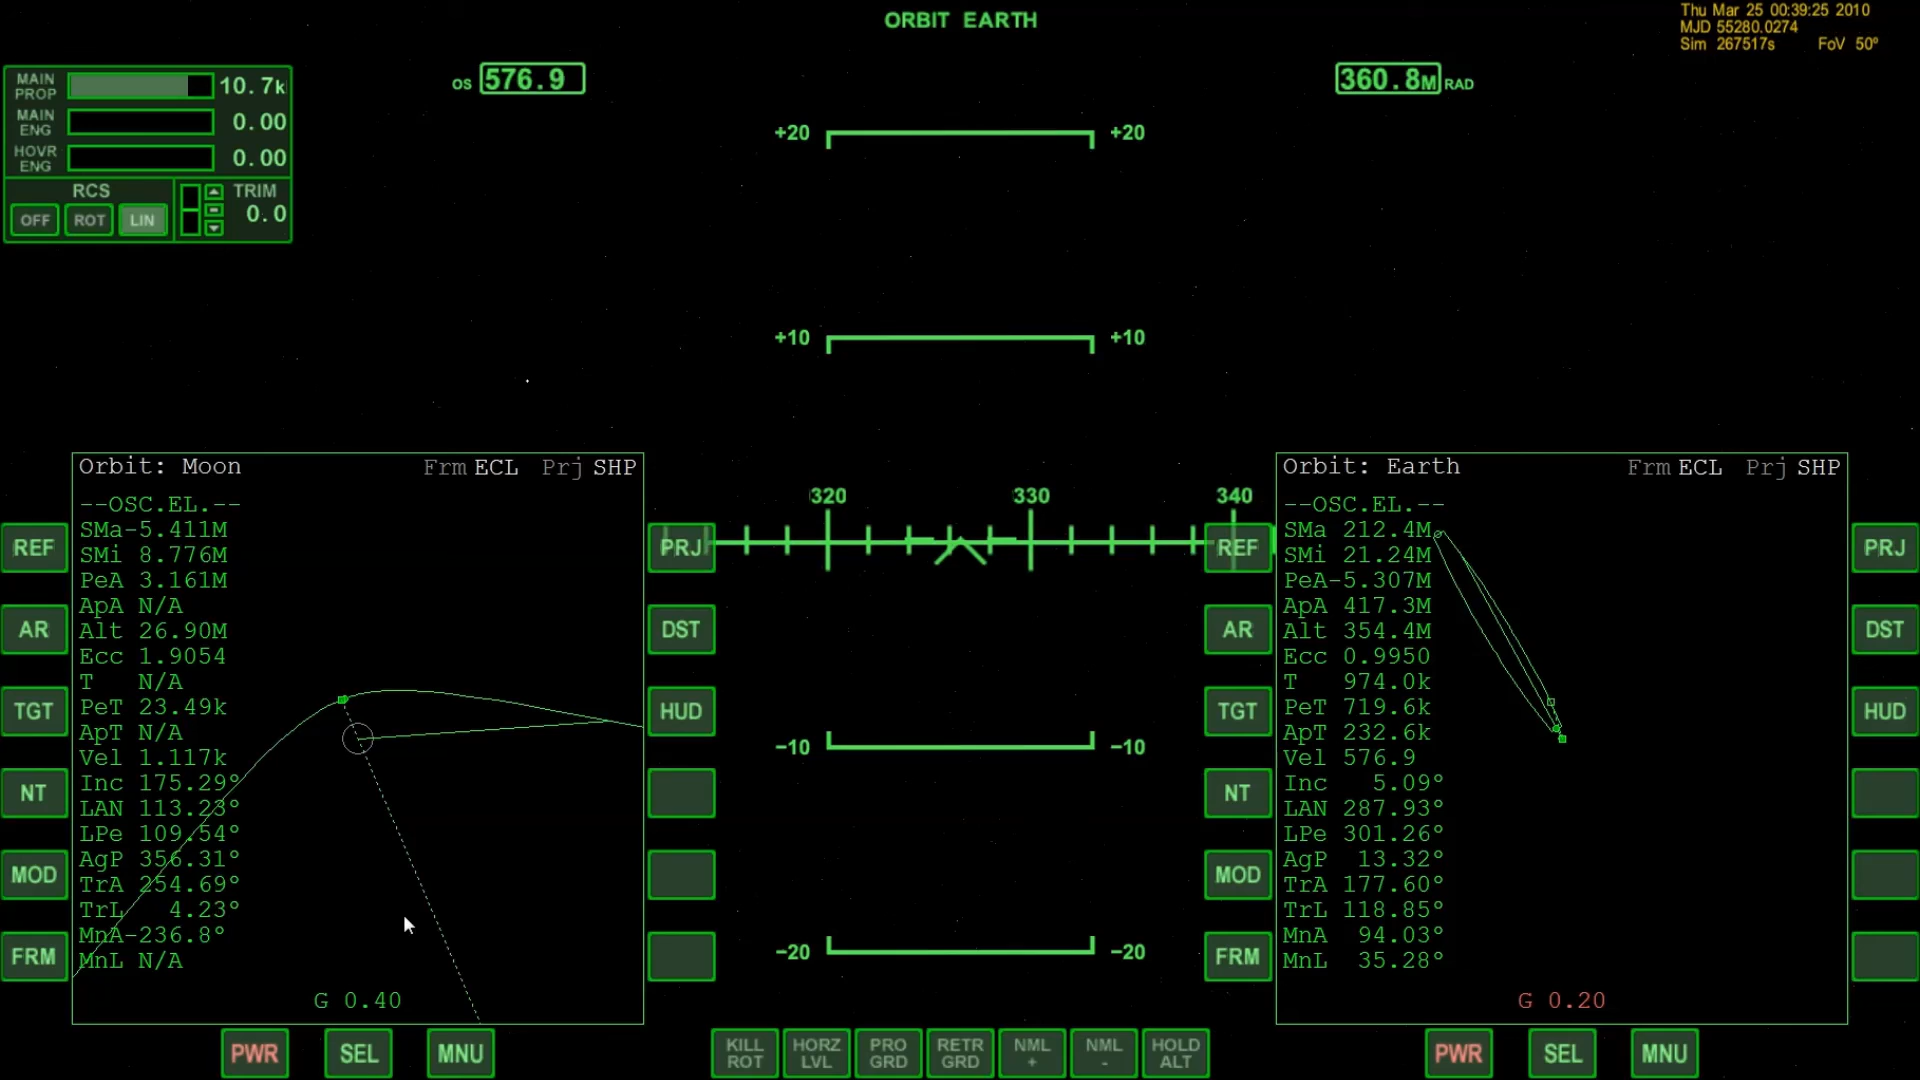 ORBIT EARTH
Thu Mar 25 00:39:25 2010
MJD 55280.0274
Sim 267517s FoV 50°
MAIN PROP 10.7k
MAIN ENG 0.00
HOVR ENG 0.00
RCS TRIM
OFF ROT LIN 0.0
OS 576.9
360.8M RAD
+20 +20
+10 +10
320 330 340
-10 -10
-20 -20
Orbit: Moon Frm ECL Prj SHP
--OSC.EL.--
SMa-5.411M
SMi 8.776M
PeA 3.161M
ApA N/A
Alt 26.90M
Ecc 1.9054
T N/A
PeT 23.49k
ApT N/A
Vel 1.117k
Inc 175.29°
LAN 113.23°
LPe 109.54°
AgP 356.31°
TrA 254.69°
TrL 4.23°
MnA-236.8°
MnL N/A
G 0.40
REF
AR
TGT
NT
MOD
FRM
PRJ
DST
HUD
PWR SEL MNU
KILL ROT
HORZ LVL
PRO GRD
RETR GRD
NML +
NML -
HOLD ALT
Orbit: Earth Frm ECL Prj SHP
--OSC.EL.--
SMa 212.4M
SMi 21.24M
PeA-5.307M
ApA 417.3M
Alt 354.4M
Ecc 0.9950
T 974.0k
PeT 719.6k
ApT 232.6k
Vel 576.9
Inc 5.09°
LAN 287.93°
LPe 301.26°
AgP 13.32°
TrA 177.60°
TrL 118.85°
MnA 94.03°
MnL 35.28°
G 0.20
REF
AR
TGT
NT
MOD
FRM
PRJ
DST
HUD
PWR SEL MNU